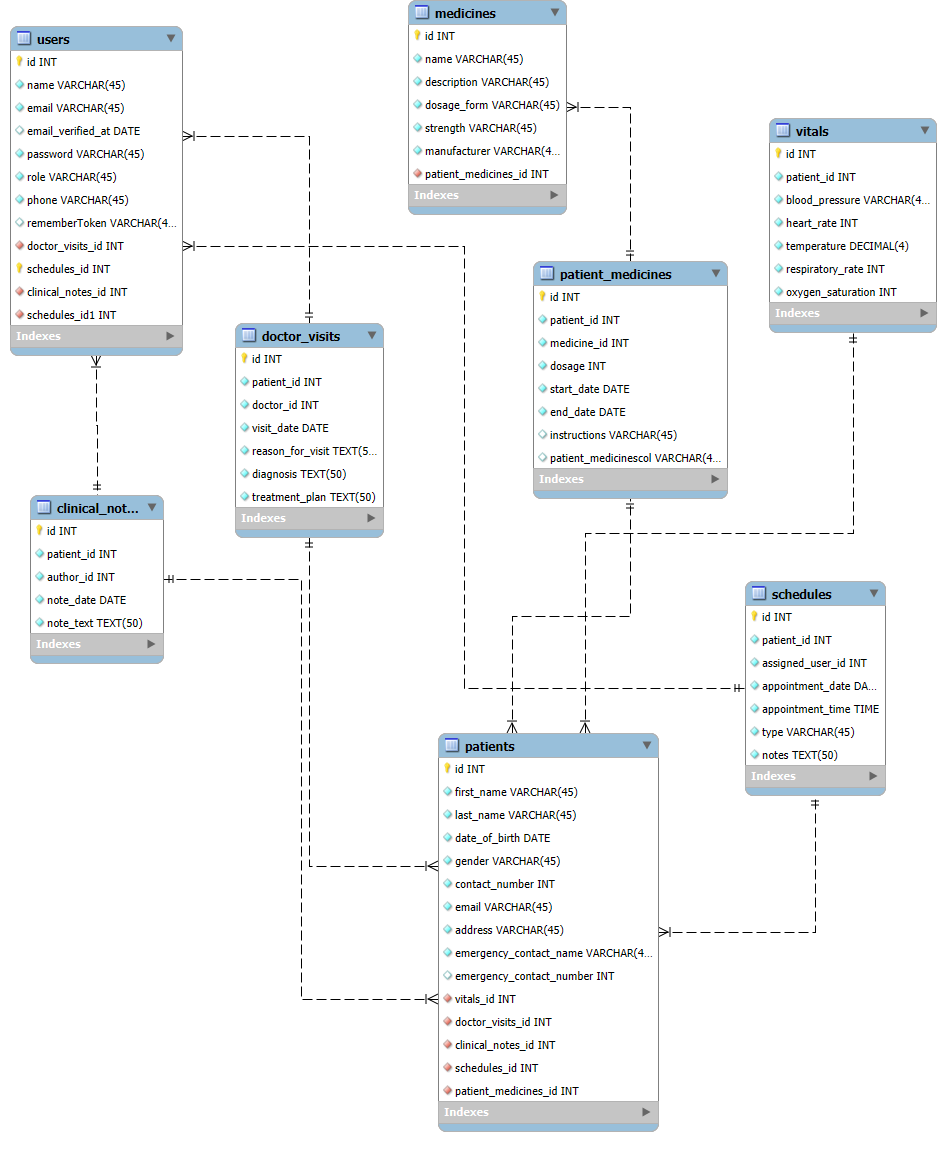 users
id INT
name VARCHAR(45)
email VARCHAR(45)
email_verified_at DATE
password VARCHAR(45)
role VARCHAR(45)
phone VARCHAR(45)
rememberToken VARCHAR(4...
doctor_visits_id INT
schedules_id INT
clinical_notes_id INT
schedules_id1 INT
Indexes
medicines
id INT
name VARCHAR(45)
description VARCHAR(45)
dosage_form VARCHAR(45)
strength VARCHAR(45)
manufacturer VARCHAR(4...
patient_medicines_id INT
Indexes
vitals
id INT
patient_id INT
blood_pressure VARCHAR(4...
heart_rate INT
temperature DECIMAL(4)
respiratory_rate INT
oxygen_saturation INT
Indexes
patient_medicines
id INT
patient_id INT
medicine_id INT
dosage INT
start_date DATE
end_date DATE
instructions VARCHAR(45)
patient_medicinescol VARCHAR(4...
Indexes
doctor_visits
id INT
patient_id INT
doctor_id INT
visit_date DATE
reason_for_visit TEXT(5...
diagnosis TEXT(50)
treatment_plan TEXT(50)
Indexes
clinical_not...
id INT
patient_id INT
author_id INT
note_date DATE
note_text TEXT(50)
Indexes
schedules
id INT
patient_id INT
assigned_user_id INT
appointment_date DA...
appointment_time TIME
type VARCHAR(45)
notes TEXT(50)
Indexes
patients
id INT
first_name VARCHAR(45)
last_name VARCHAR(45)
date_of_birth DATE
gender VARCHAR(45)
contact_number INT
email VARCHAR(45)
address VARCHAR(45)
emergency_contact_name VARCHAR(4...
emergency_contact_number INT
vitals_id INT
doctor_visits_id INT
clinical_notes_id INT
schedules_id INT
patient_medicines_id INT
Indexes